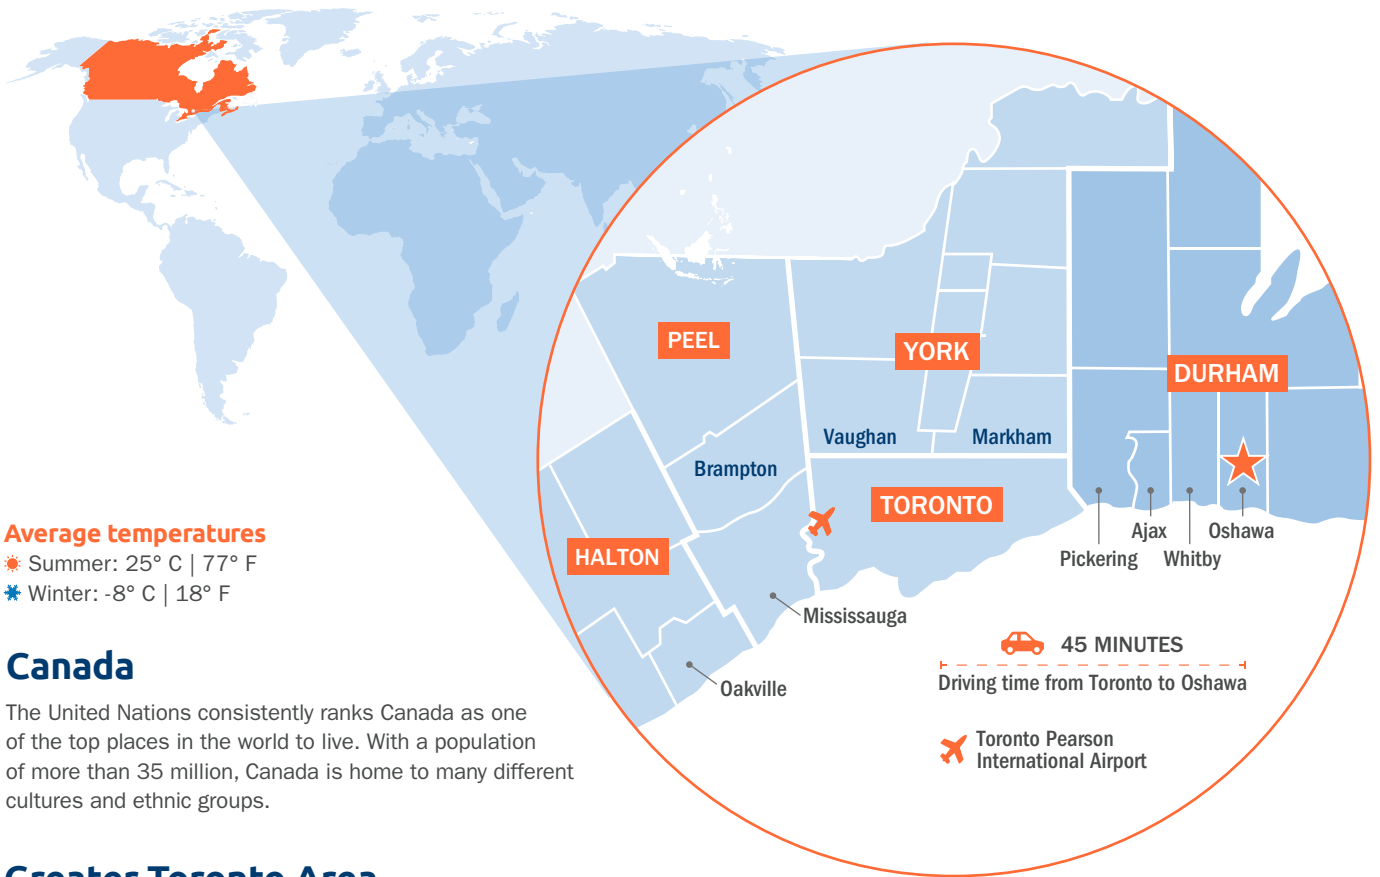 PEEL
YORK
DURHAM
Vaughan
Markham
Brampton
TORONTO
HALTON
Ajax
Oshawa
Pickering
Whitby
Mississauga
Oakville
45 MINUTES
Driving time from Toronto to Oshawa
Toronto Pearson
International Airport
Average temperatures
Summer: 25° C | 77° F
Winter: -8° C | 18° F
Canada
The United Nations consistently ranks Canada as one
of the top places in the world to live. With a population
of more than 35 million, Canada is home to many different
cultures and ethnic groups.
Greater Toronto Area